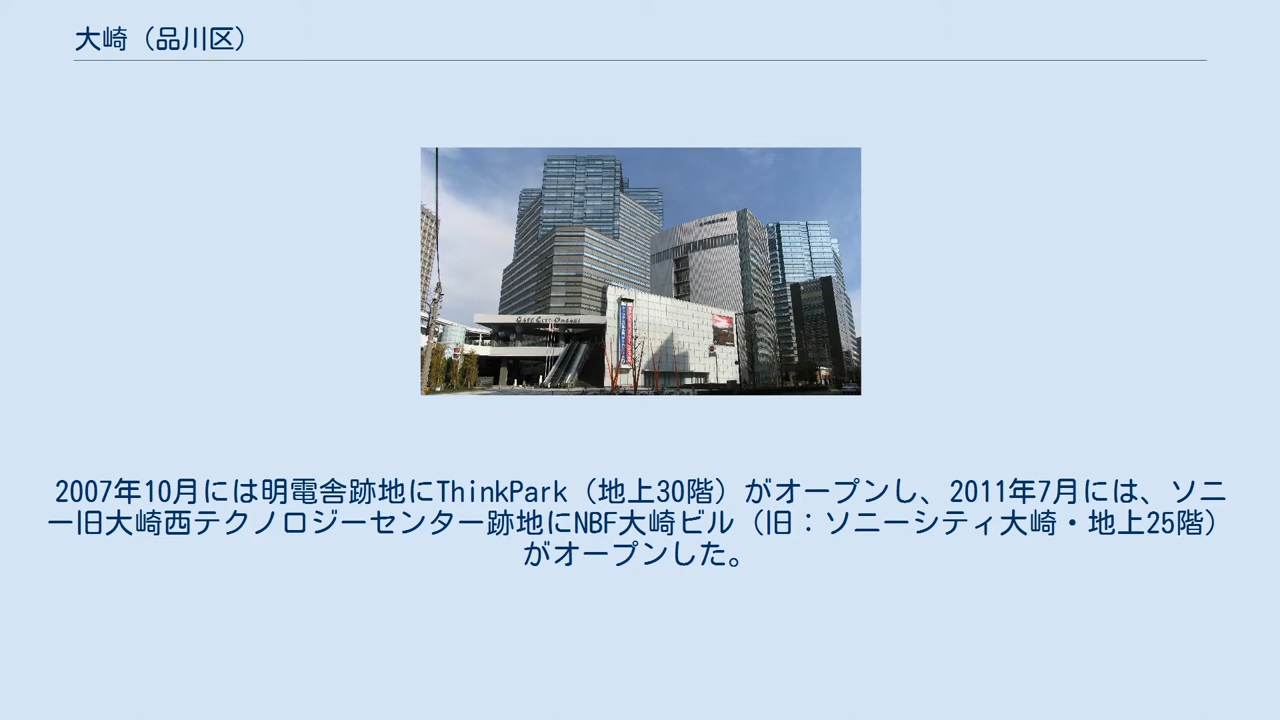 大崎（品川区）
GATE CITY OHSAKI
2007年10月には明電舎跡地にThinkPark（地上30階）がオープンし、2011年7月には、ソニ
ー旧大崎西テクノロジーセンター跡地にNBF大崎ビル（旧：ソニーシティ大崎・地上25階）
がオープンした。